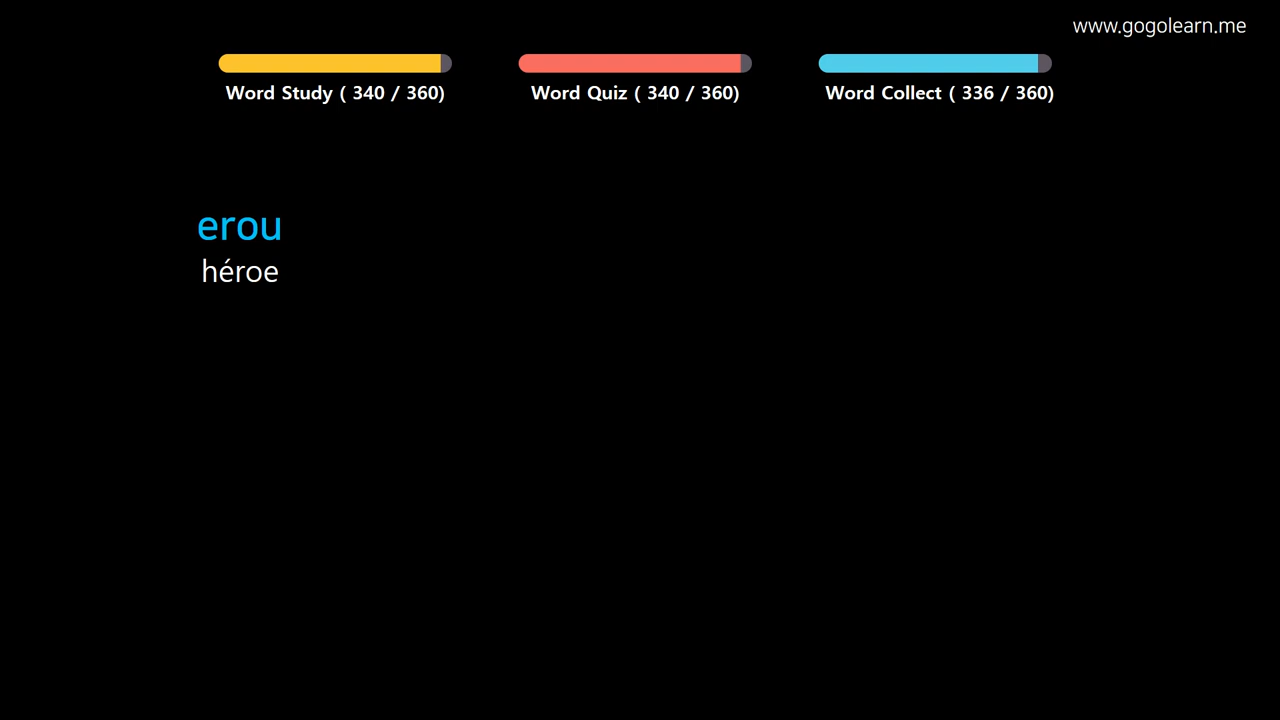 www.gogolearn.me
Word Study ( 340 / 360)
Word Quiz ( 340 / 360)
Word Collect ( 336 / 360)
erou
héroe